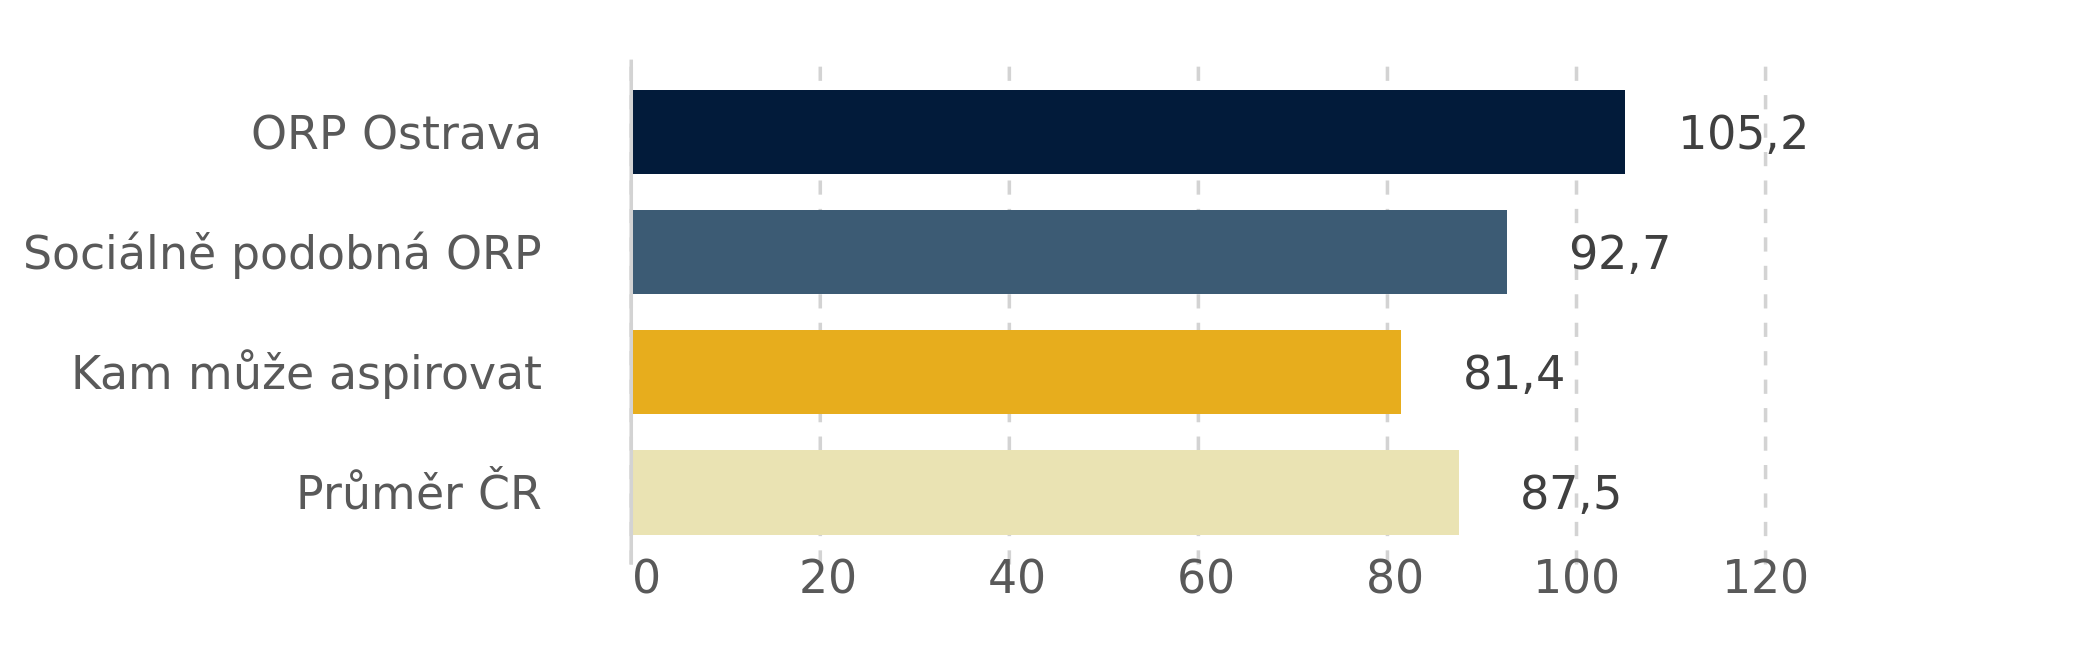 ORP Ostrava
105,2
Sociálně podobná ORP
92,7
Kam může aspirovat
81,4
Průměr ČR
87,5
0 20 40 60 80 100 120